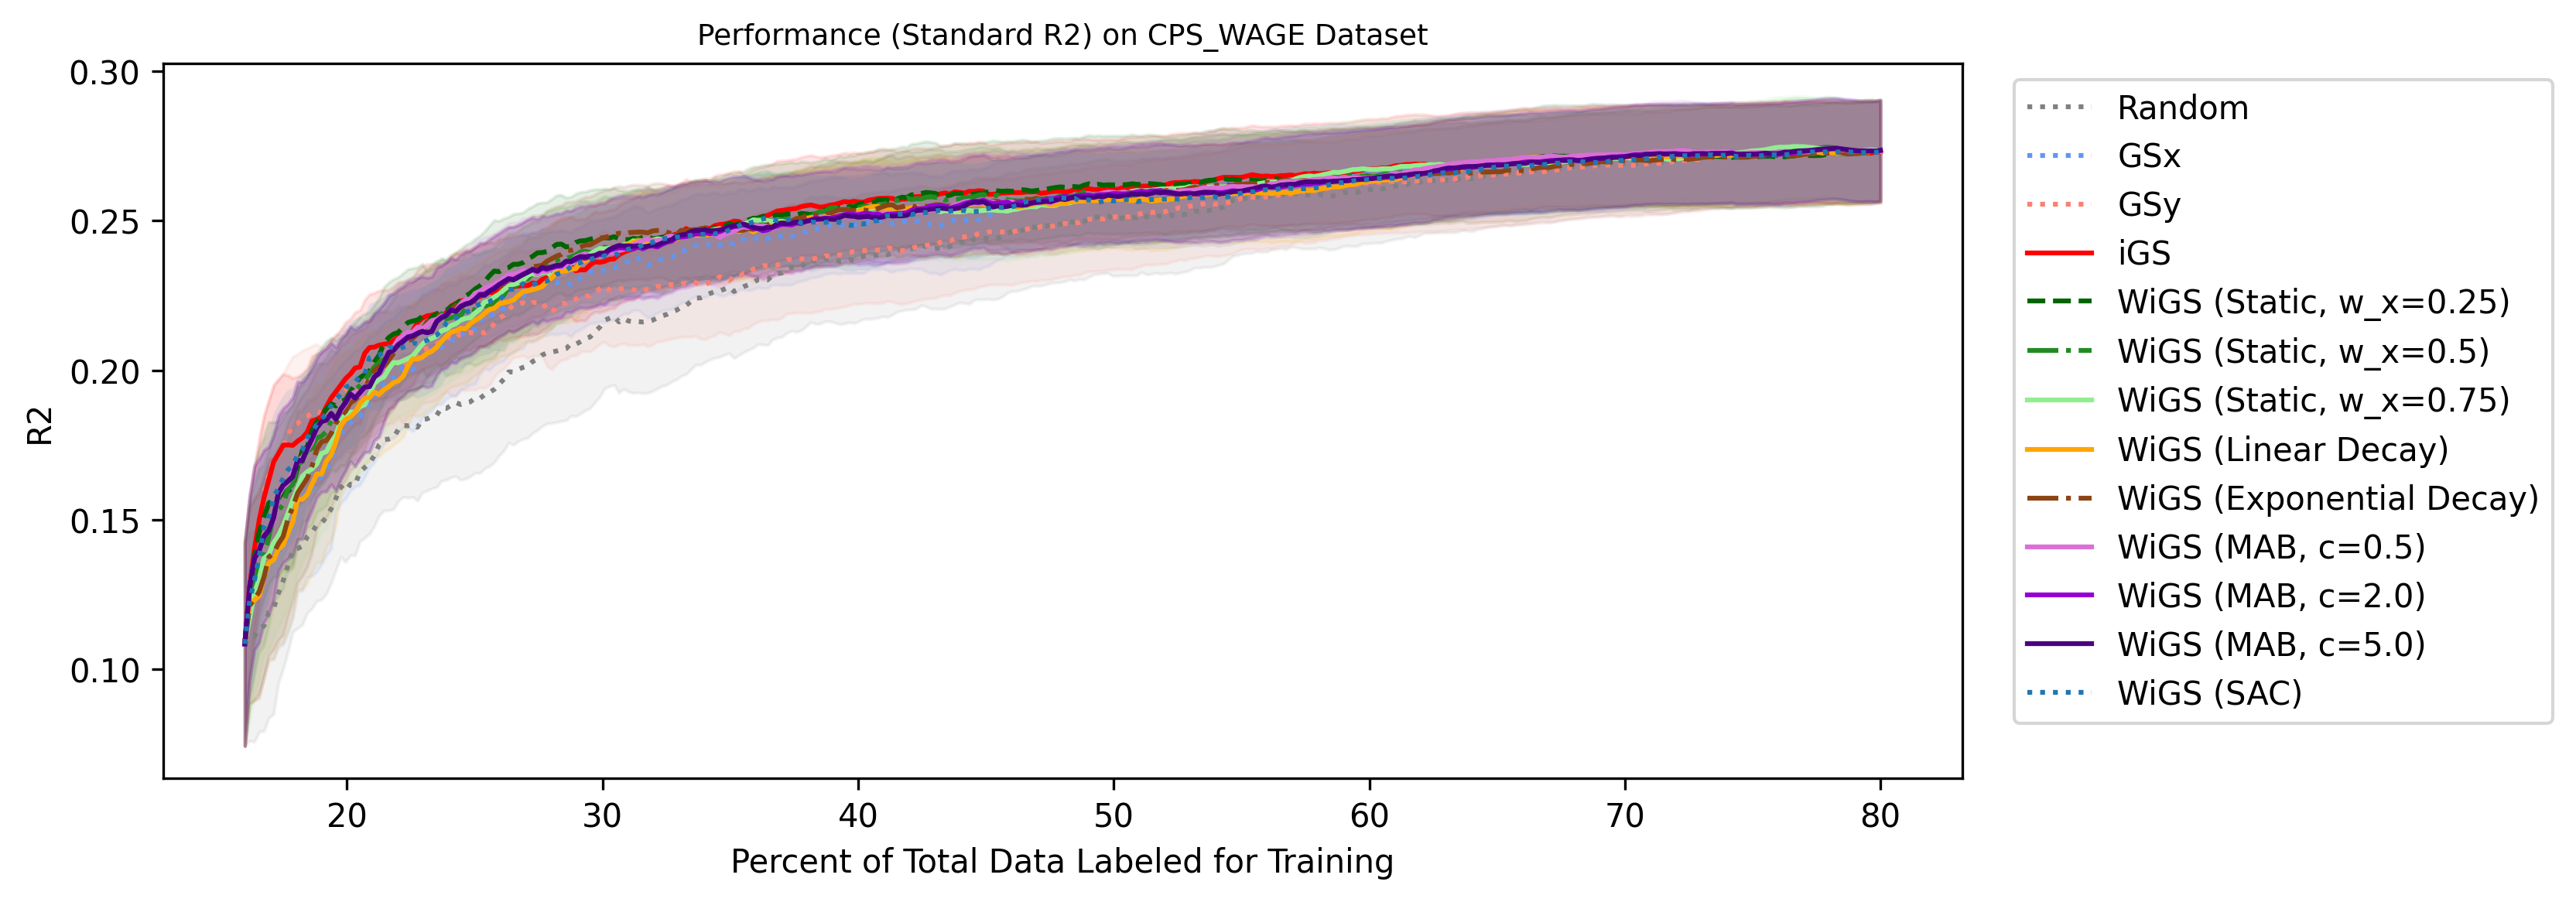 Performance (Standard R2) on CPS_WAGE Dataset
0.30
0.25
0.20
0.15
0.10
R2
20
30
40
50
60
70
80
Percent of Total Data Labeled for Training
Random
GSx
GSy
iGS
WiGS (Static, w_x=0.25)
WiGS (Static, w_x=0.5)
WiGS (Static, w_x=0.75)
WiGS (Linear Decay)
WiGS (Exponential Decay)
WiGS (MAB, c=0.5)
WiGS (MAB, c=2.0)
WiGS (MAB, c=5.0)
WiGS (SAC)